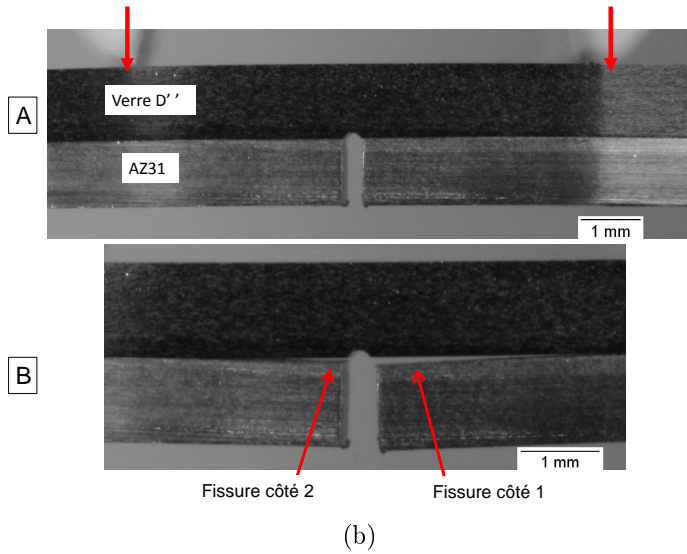 A
Verre D’ ’
AZ31
1 mm
B
1 mm
Fissure côté 2
Fissure côté 1
(b)